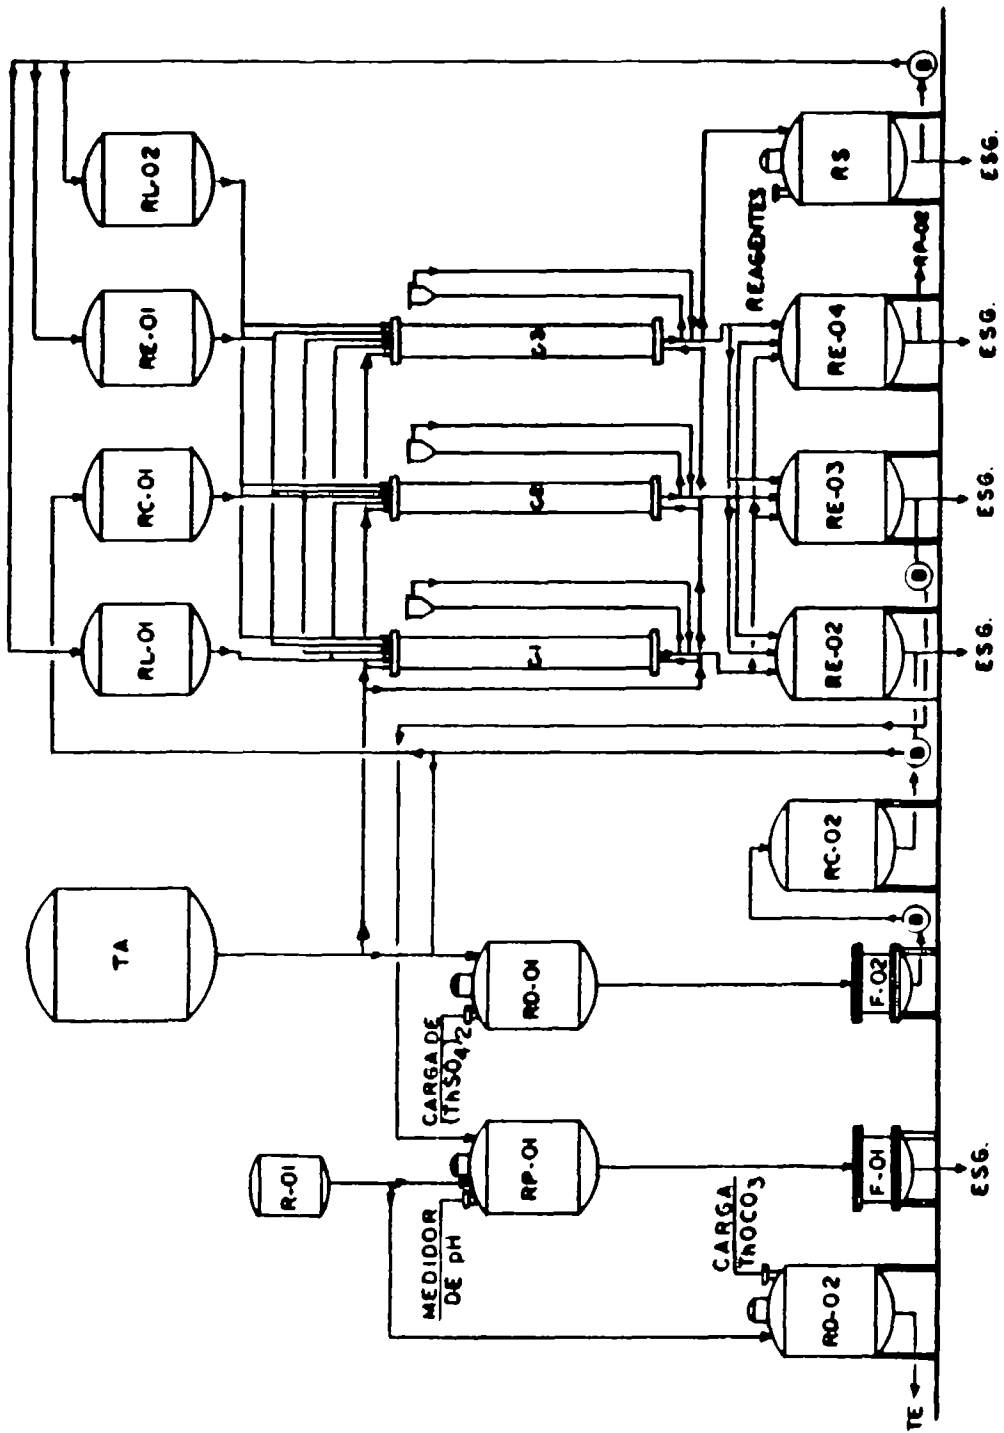 TA
RL-01
RC-01
RE-01
RL-02
R-01
MEDIDOR
DE pH
CARGA DE
(ThSO4)2
RP-01
RD-01
C-1
C-2
C-3
CARGA
ThOCO3
REAGENTES
RD-02
RC-02
RE-02
RE-03
RE-04
RS
F-01
F-02
TE
B
B
B
RP-02
B
ESG.
ESG.
ESG.
ESG.
ESG.